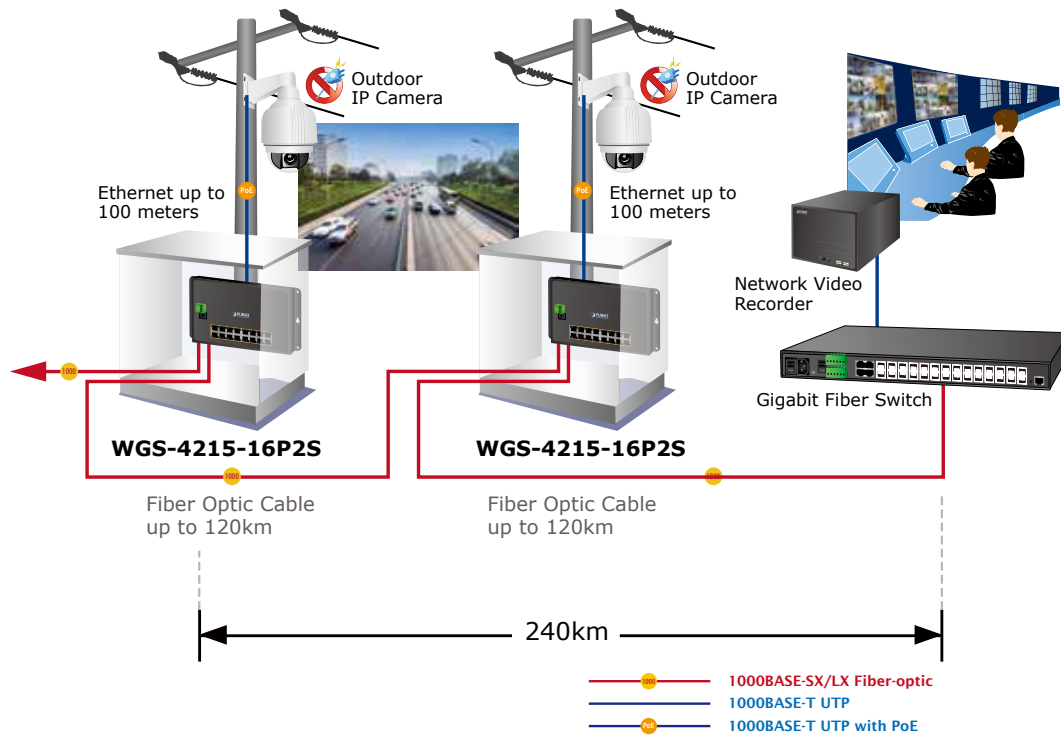 Outdoor
IP Camera
Outdoor
IP Camera
PoE
Ethernet up to
100 meters
PoE
Ethernet up to
100 meters
PLANET
PLANET
Network Video
Recorder
Gigabit Fiber Switch
1000
WGS-4215-16P2S
WGS-4215-16P2S
1000
1000
Fiber Optic Cable
up to 120km
Fiber Optic Cable
up to 120km
240km
1000
1000BASE-SX/LX Fiber-optic
1000BASE-T UTP
PoE
1000BASE-T UTP with PoE